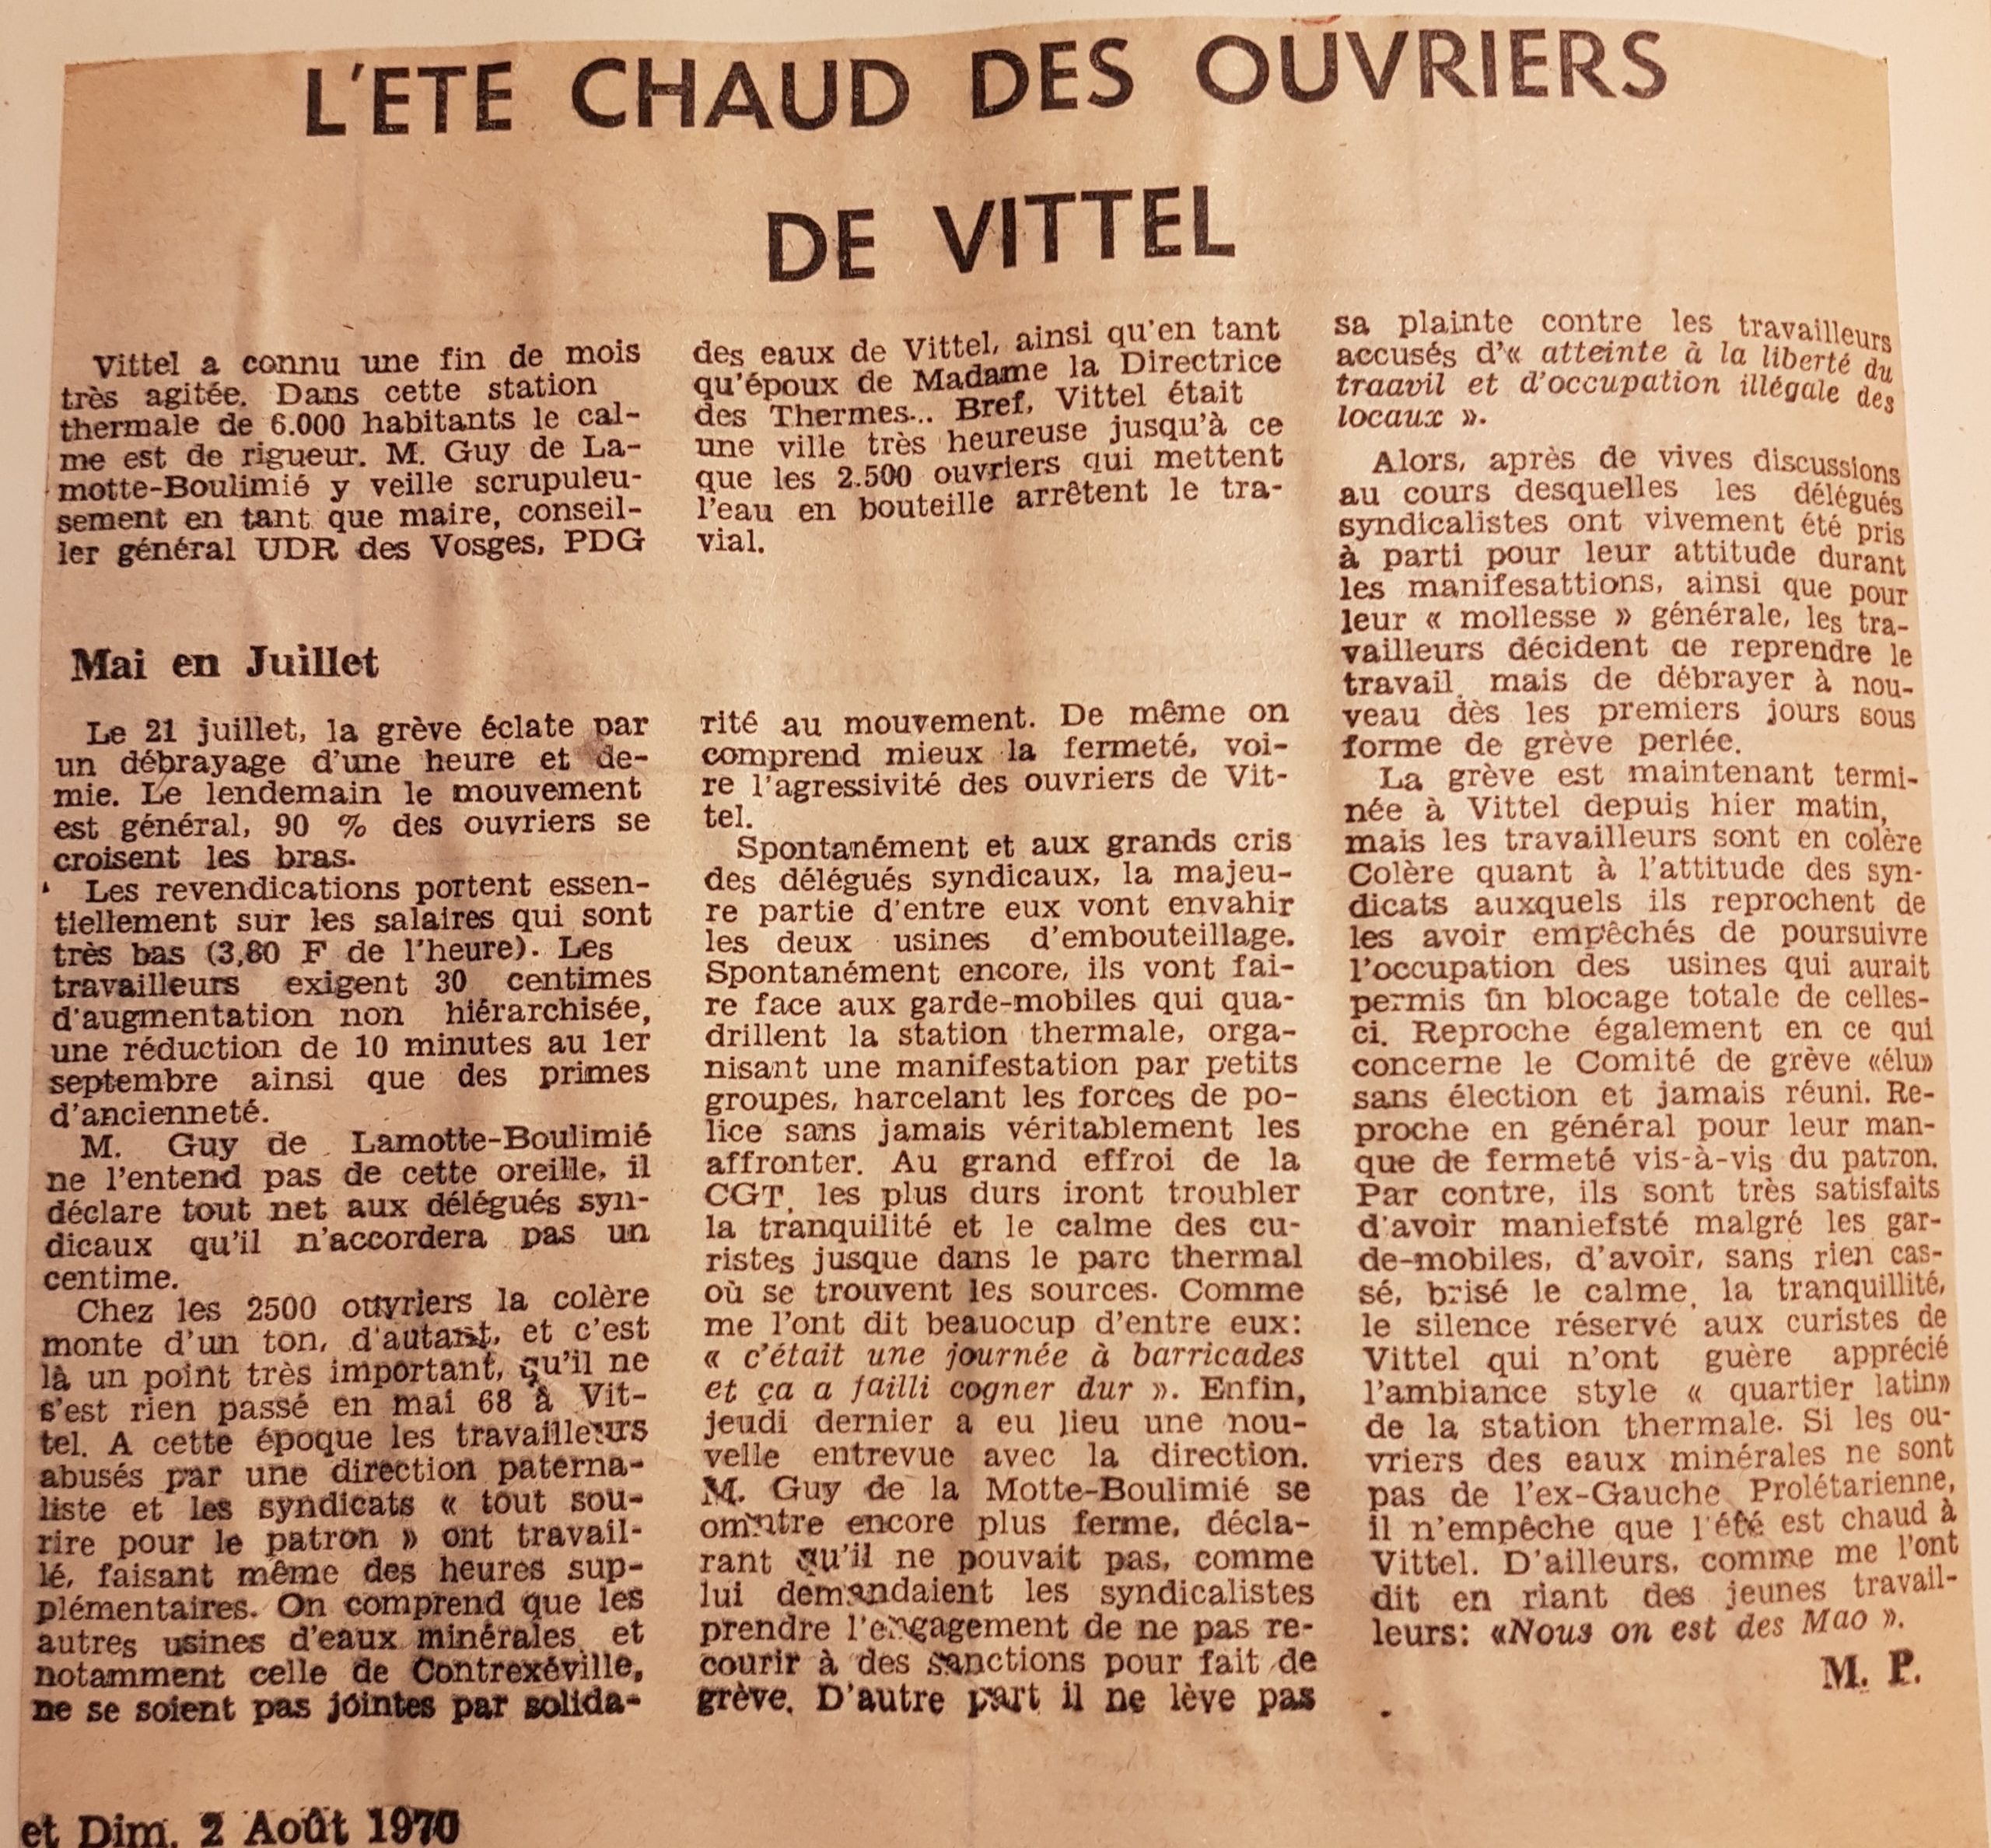 L'ETE CHAUD DES OUVRIERS
DE VITTEL
Vittel a connu une fin de mois
très agitée. Dans cette station
thermale de 6.000 habitants le cal-
me est de rigueur. M. Guy de La-
motte-Boulimié y veille scrupuleu-
sement en tant que maire, conseil-
ler général UDR des Vosges, PDG
des eaux de Vittel, ainsi qu'en tant
qu'époux de Madame la Directrice
des Thermes... Bref, Vittel était
une ville très heureuse jusqu'à ce
que les 2.500 ouvriers qui mettent
l'eau en bouteille arrêtent le tra-
vial.
Mai en Juillet
Le 21 juillet, la grève éclate par
un débrayage d'une heure et de-
mie. Le lendemain le mouvement
est général, 90 % des ouvriers se
croisent les bras.
Les revendications portent essen-
tiellement sur les salaires qui sont
très bas (3,80 F de l'heure). Les
travailleurs exigent 30 centimes
d'augmentation non hiérarchisée,
une réduction de 10 minutes au 1er
septembre ainsi que des primes
d'ancienneté.
M. Guy de Lamotte-Boulimié
ne l'entend pas de cette oreille, il
déclare tout net aux délégués syn-
dicaux qu'il n'accordera pas un
centime.
Chez les 2500 ouvriers la colère
monte d'un ton, d'autant, et c'est
là un point très important, qu'il ne
s'est rien passé en mai 68 à Vit-
tel. A cette époque les travailleurs
abusés par une direction paterna-
liste et les syndicats « tout sou-
rire pour le patron » ont travail-
lé, faisant même des heures sup-
plémentaires. On comprend que les
autres usines d'eaux minérales et
notamment celle de Contrexéville,
ne se soient pas jointes par solida-
rité au mouvement. De même on
comprend mieux la fermeté, voi-
re l'agressivité des ouvriers de Vit-
tel.
Spontanément et aux grands cris
des délégués syndicaux, la majeu-
re partie d'entre eux vont envahir
les deux usines d'embouteillage.
Spontanément encore, ils vont fai-
re face aux garde-mobiles qui qua-
drillent la station thermale, orga-
nisant une manifestation par petits
groupes, harcelant les forces de po-
lice sans jamais véritablement les
affronter. Au grand effroi de la
CGT, les plus durs iront troubler
la tranquilité et le calme des cu-
ristes jusque dans le parc thermal
où se trouvent les sources. Comme
me l'ont dit beauocup d'entre eux:
« c'était une journée à barricades
et ça a failli cogner dur ». Enfin,
jeudi dernier a eu lieu une nou-
velle entrevue avec la direction.
M. Guy de la Motte-Boulimié se
omntre encore plus ferme, décla-
rant qu'il ne pouvait pas, comme
lui demandaient les syndicalistes
prendre l'engagement de ne pas re-
courir à des sanctions pour fait de
grève. D'autre part il ne lève pas
sa plainte contre les travailleurs
accusés d'« atteinte à la liberté du
traavil et d'occupation illégale des
locaux ».
Alors, après de vives discussions
au cours desquelles les délégués
syndicalistes ont vivement été pris
à parti pour leur attitude durant
les manifesattions, ainsi que pour
leur « mollesse » générale, les tra-
vailleurs décident de reprendre le
travail, mais de débrayer à nou-
veau dès les premiers jours sous
forme de grève perlée.
La grève est maintenant termi-
née à Vittel depuis hier matin,
mais les travailleurs sont en colère
Colère quant à l'attitude des syn-
dicats auxquels ils reprochent de
les avoir empêchés de poursuivre
l'occupation des usines qui aurait
permis un blocage totale de celles-
ci. Reproche également en ce qui
concerne le Comité de grève «élu»
sans élection et jamais réuni. Re-
proche en général pour leur man-
que de fermeté vis-à-vis du patron.
Par contre, ils sont très satisfaits
d'avoir maniefsté malgré les gar-
de-mobiles, d'avoir, sans rien cas-
sé, brisé le calme, la tranquillité,
le silence réservé aux curistes de
Vittel qui n'ont guère apprécié
l'ambiance style « quartier latin»
de la station thermale. Si les ou-
vriers des eaux minérales ne sont
pas de l'ex-Gauche Prolétarienne,
il n'empêche que l'été est chaud à
Vittel. D'ailleurs, comme me l'ont
dit en riant des jeunes travail-
leurs: «Nous on est des Mao ».
M. P.
et Dim. 2 Août 1970